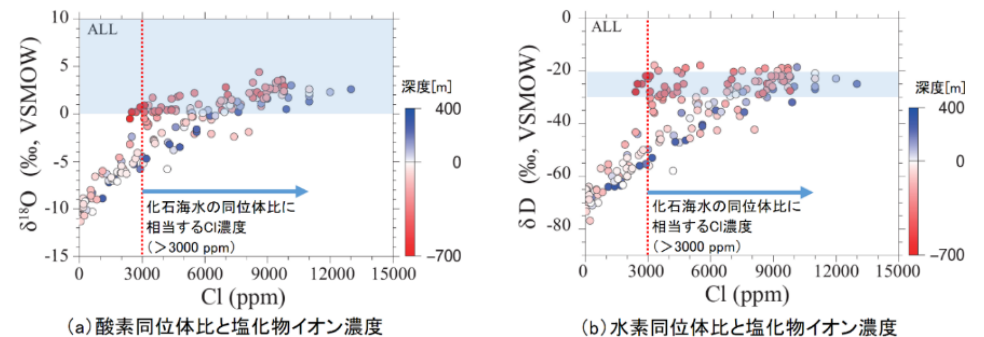 ALL
δ¹⁸O (‰, VSMOW)
10
5
0
-5
-10
-15
0 3000 6000 9000 12000 15000
Cl (ppm)
深度[m]
400
0
-700
化石海水の同位体比に
相当するCl濃度
(>3000 ppm)
(a)酸素同位体比と塩化物イオン濃度
ALL
δD (‰, VSMOW)
0
-20
-40
-60
-80
0 3000 6000 9000 12000 15000
Cl (ppm)
深度[m]
400
0
-700
化石海水の同位体比に
相当するCl濃度
(>3000 ppm)
(b)水素同位体比と塩化物イオン濃度